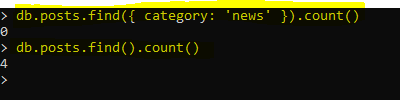 > db.posts.find({ category: 'news' }).count()
0
> db.posts.find().count()
4
>